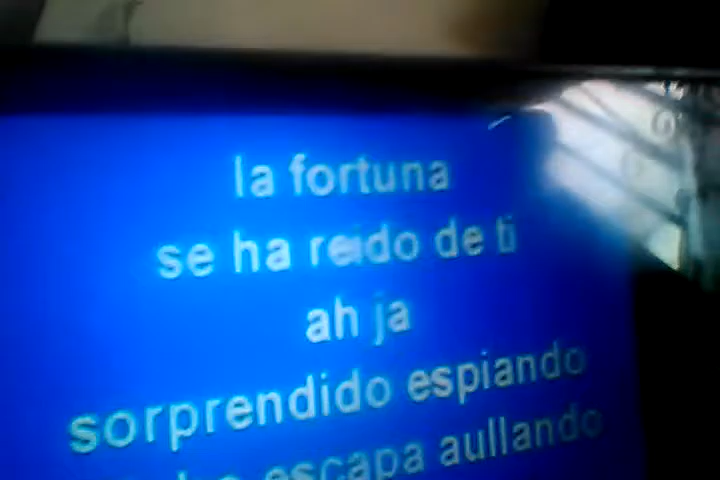 la fortuna
se ha reido de ti
ah ja
sorprendido espiando
escapa aullando